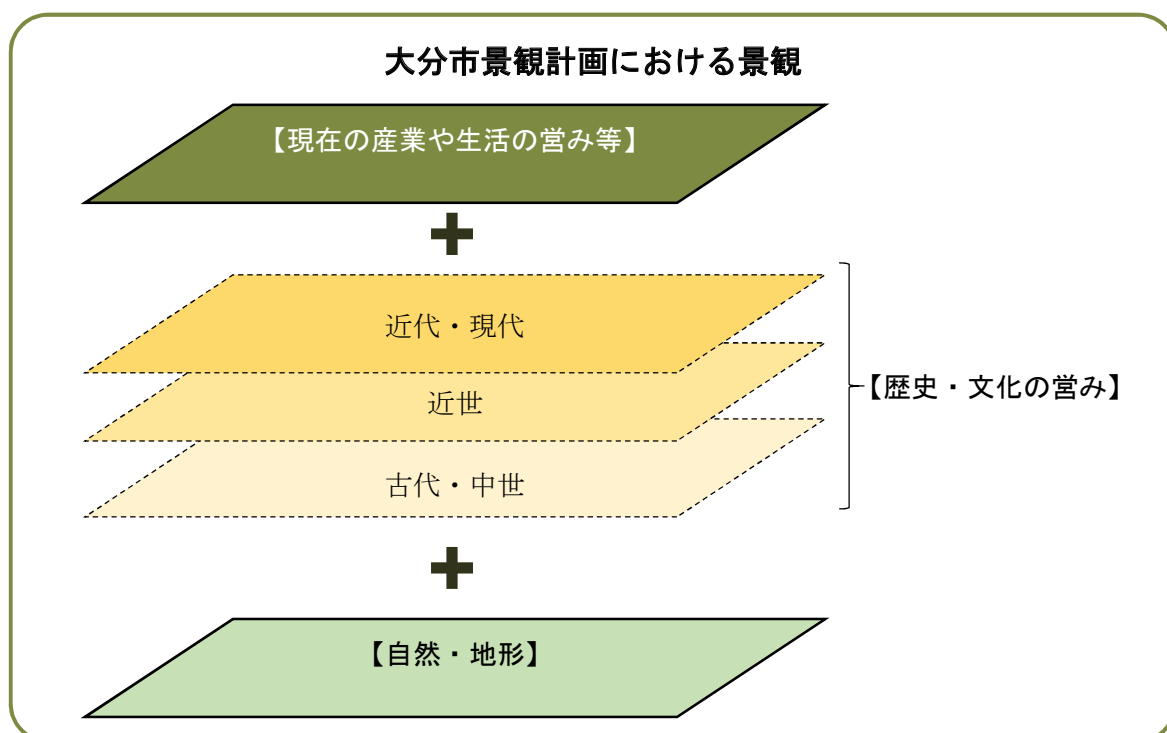 大分市景観計画における景観
【現在の産業や生活の営み等】
近代・現代
近世
【歴史・文化の営み】
古代・中世
【自然・地形】